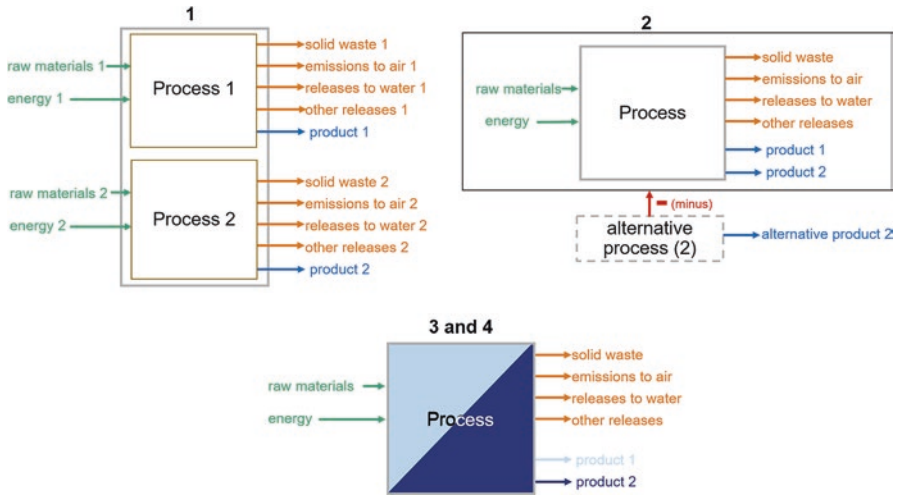 1
raw materials 1
energy 1
Process 1
solid waste 1
emissions to air 1
releases to water 1
other releases 1
product 1
raw materials 2
energy 2
Process 2
solid waste 2
emissions to air 2
releases to water 2
other releases 2
product 2
2
raw materials
energy
Process
solid waste
emissions to air
releases to water
other releases
product 1
product 2
- (minus)
alternative
process (2)
alternative product 2
3 and 4
raw materials
energy
Process
solid waste
emissions to air
releases to water
other releases
product 1
product 2